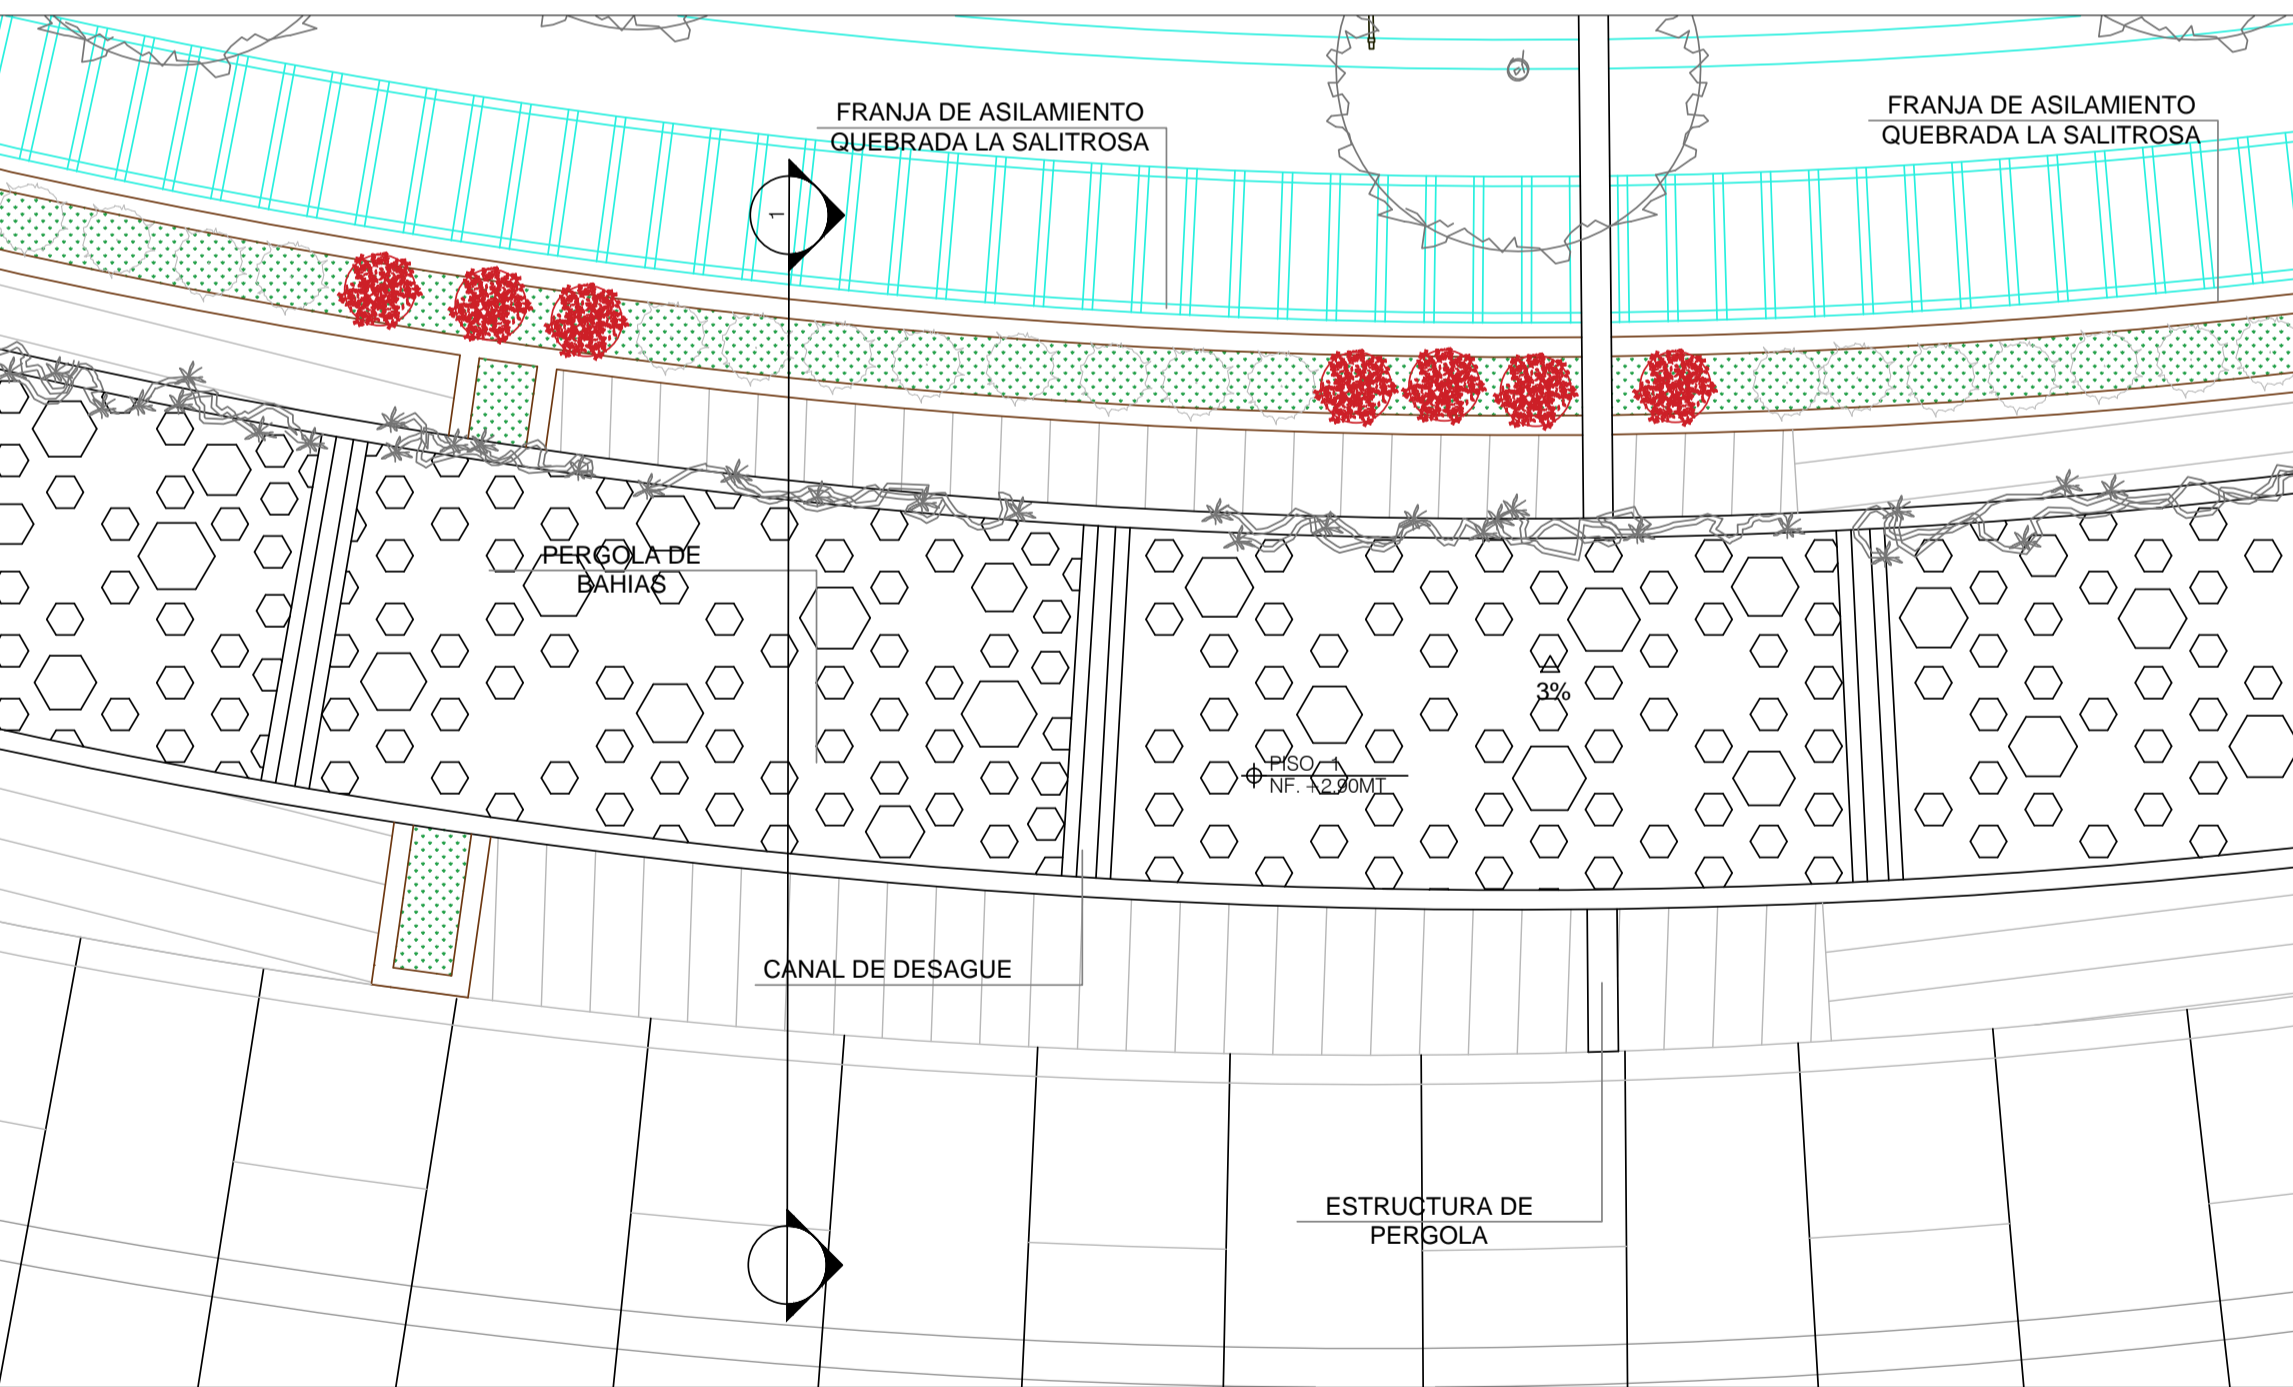 FRANJA DE ASILAMIENTO
QUEBRADA LA SALITROSA
FRANJA DE ASILAMIENTO
QUEBRADA LA SALITROSA
1
PERGOLA DE
BAHIAS
3%
PISO 1
NF. +2.90MT
CANAL DE DESAGUE
ESTRUCTURA DE
PERGOLA